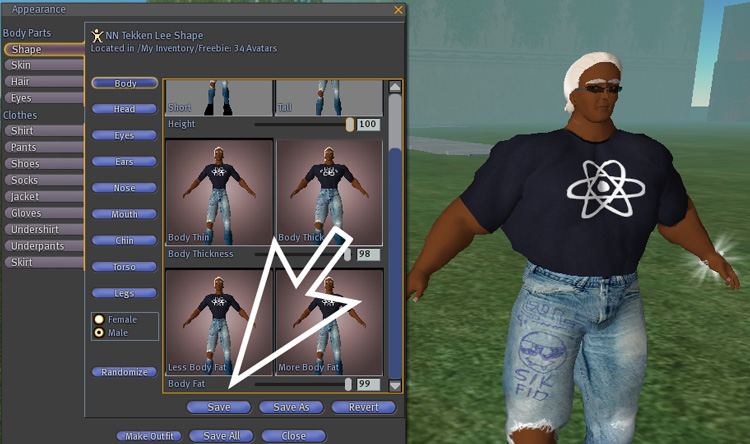 Appearance
Body Parts
Shape
Skin
Hair
Eyes
Clothes
Shirt
Pants
Shoes
Socks
Jacket
Gloves
Undershirt
Underpants
Skirt
NN Tekken Lee Shape
Located in /My Inventory/Freebie: 34 Avatars
Body
Head
Eyes
Ears
Nose
Mouth
Chin
Torso
Legs
Female
Male
Randomize
Short
Tall
Height
100
Body Thin
Body Thick
Body Thickness
98
Less Body Fat
More Body Fat
Body Fat
99
Save
Save As
Revert
Make Outfit
Save All
Close
SIK
FID